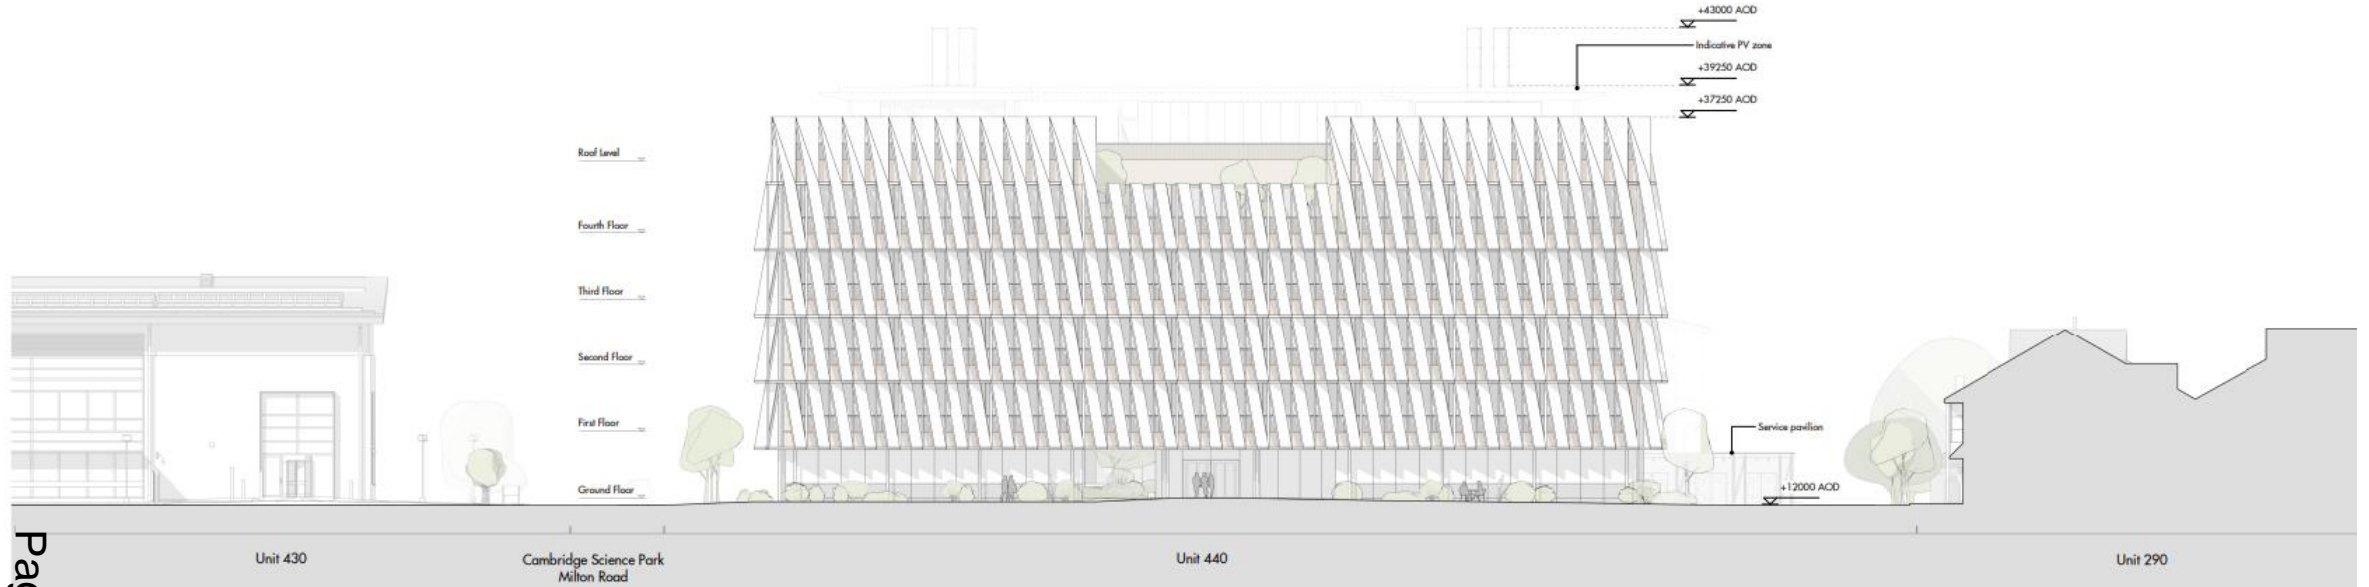 +43000 AOD
Indicative PV zone
+39250 AOD
+37250 AOD
Roof Level
Fourth Floor
Third Floor
Second Floor
First Floor
Ground Floor
Service pavilion
+12000 AOD
Unit 430
Cambridge Science Park
Milton Road
Unit 440
Unit 290